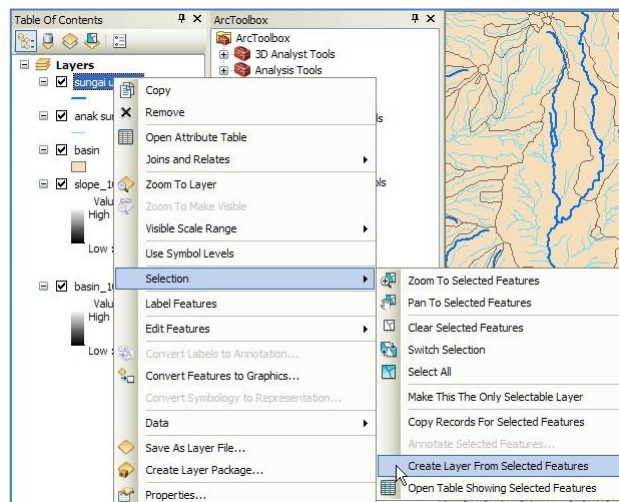 Table Of Contents
ArcToolbox
Layers
sungai u
anak sun
basin
slope_10
Valu
High
Low :
basin_10
Valu
High
Low :
ArcToolbox
3D Analyst Tools
Analysis Tools
Copy
Remove
Open Attribute Table
Joins and Relates
Zoom To Layer
Zoom To Make Visible
Visible Scale Range
Use Symbol Levels
Selection
Label Features
Edit Features
Convert Labels to Annotation...
Convert Features to Graphics...
Convert Symbology to Representation...
Data
Save As Layer File...
Create Layer Package...
Properties...
Zoom To Selected Features
Pan To Selected Features
Clear Selected Features
Switch Selection
Select All
Make This The Only Selectable Layer
Copy Records For Selected Features
Annotate Selected Features...
Create Layer From Selected Features
Open Table Showing Selected Features